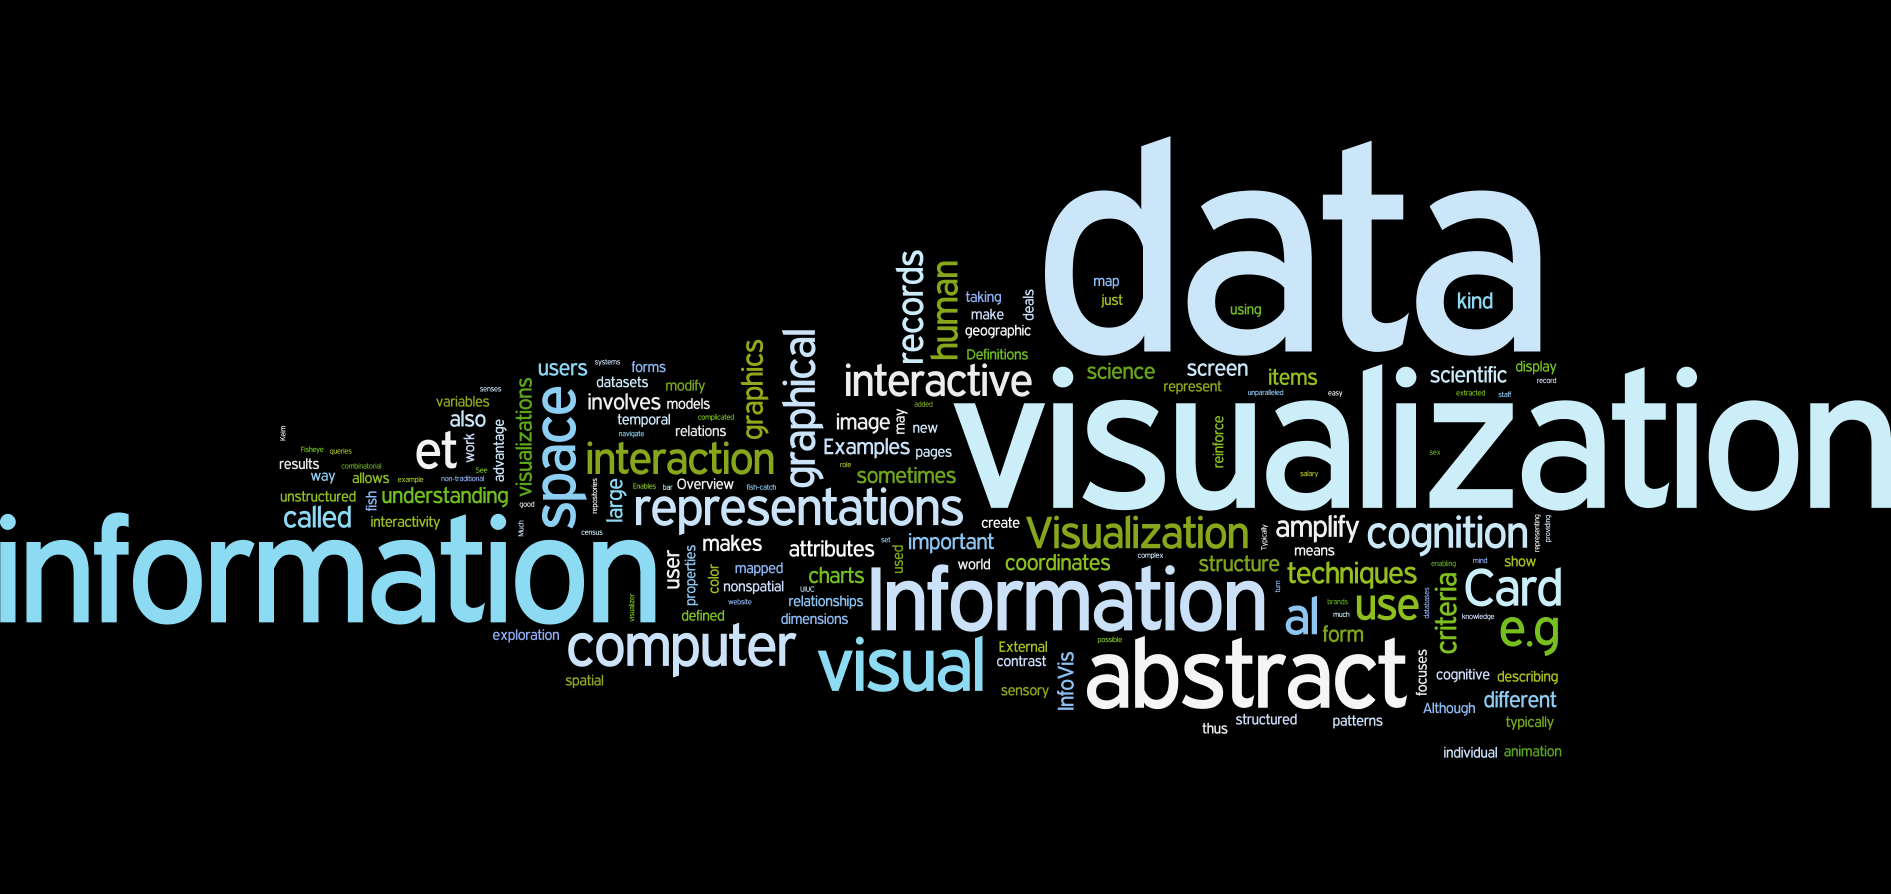 data
map
just
using
kind
records
human
taking
make
deals
geographic
Definitions
science
screen
represent
items
unparalleled
easy
scientific
display
record
extracted
staff
graphical
graphics
interactive
visualization
reinforce
salary
sex
users
systems
forms
datasets
modify
involves
models
complicated
temporal
navigate
relations
image
may
added
new
Examples
pages
role
sometimes
senses
variables
also
visualizations
space
et
work
advantage
Keim
Fisheye
queries
results
combinatorial
See
way
allows
example
non-traditional
unstructured
fish
understanding
good
called
interactivity
Much
interaction
repositories
large
Enables
bar
Overview
fish-catch
representations
census
create
Visualization
Typically
amplify
cognition
representing
providing
means
information
user
makes
attributes
set
used
important
world
complex
properties
color
mapped
nonspatial
UIUC
charts
coordinates
structure
techniques
enabling
mind
show
visualizer
website
relationships
defined
dimensions
Information
turn
al
brands
much
use
databases
criteria
Card
knowledge
e.g
form
exploration
computer
spatial
visual
External
contrast
sensory
InfoVis
possible
abstract
focuses
cognitive
describing
Although
different
thus
structured
patterns
typically
individual
animation